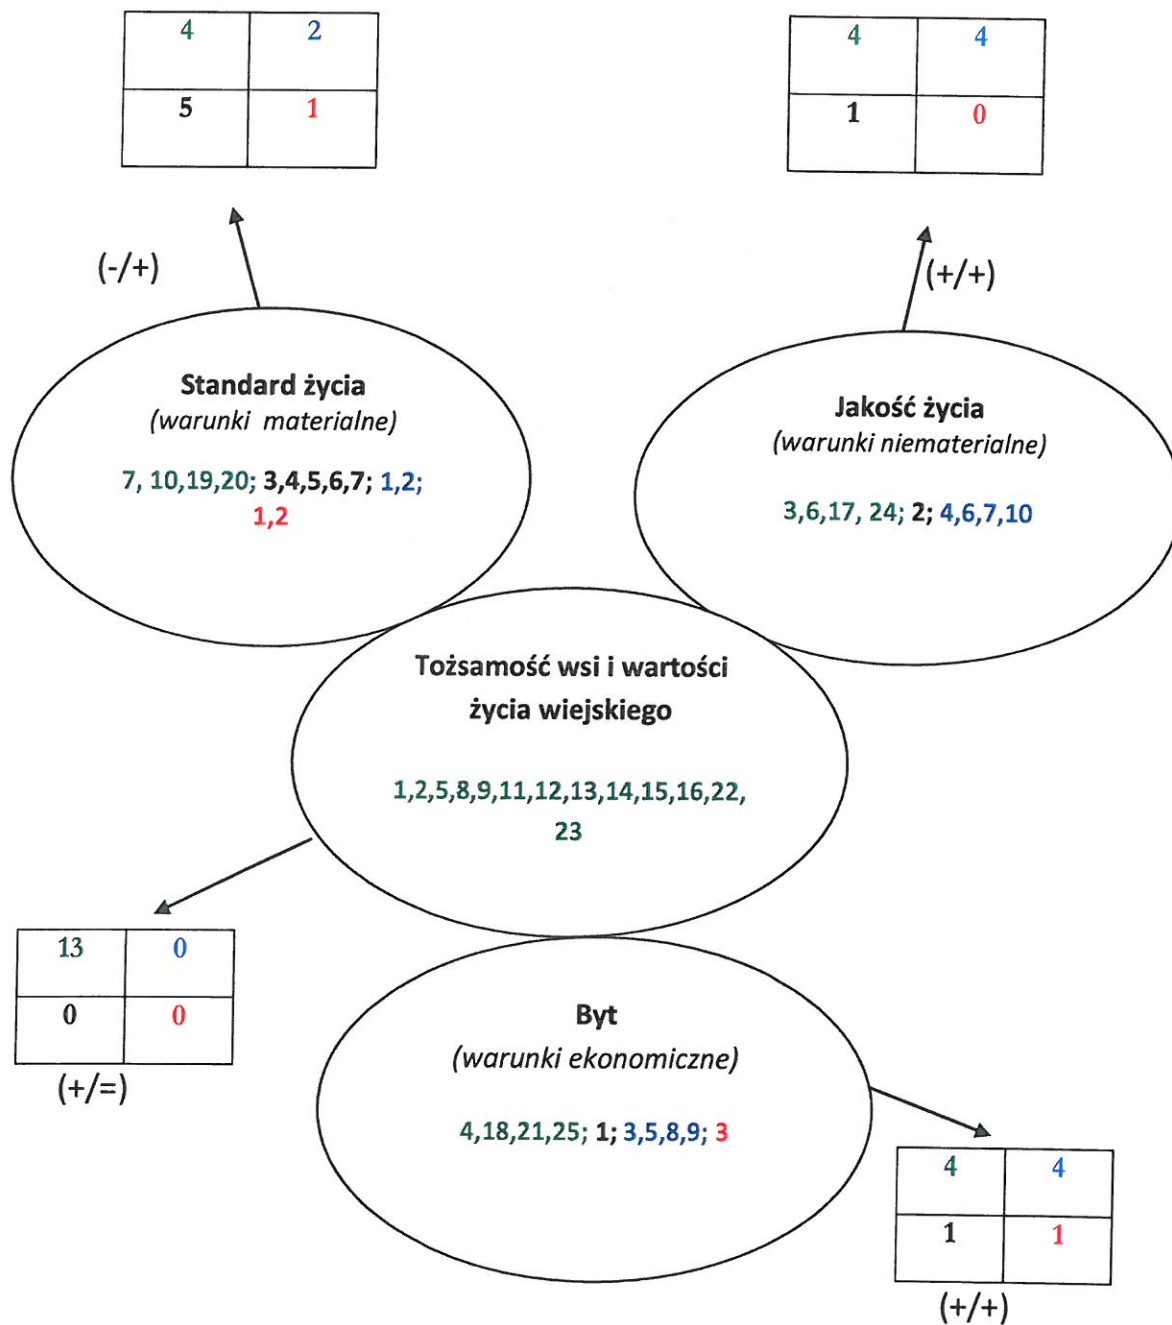 4 2
5 1
4 4
1 0
(-/+)
(+/+)
Standard życia
(warunki materialne)
7, 10,19,20; 3,4,5,6,7; 1,2;
1,2
Jakość życia
(warunki niematerialne)
3,6,17, 24; 2; 4,6,7,10
Tożsamość wsi i wartości
życia wiejskiego
1,2,5,8,9,11,12,13,14,15,16,22,
23
13 0
0 0
(+/=)
Byt
(warunki ekonomiczne)
4,18,21,25; 1; 3,5,8,9; 3
4 4
1 1
(+/+)